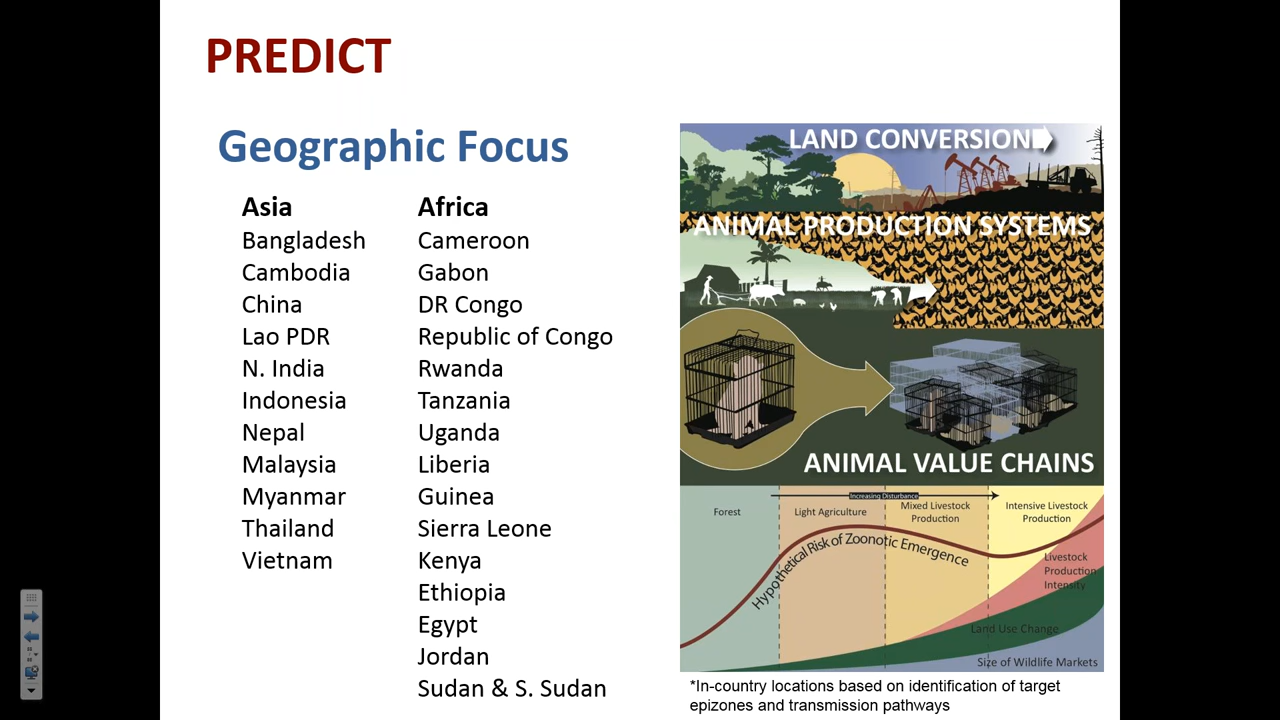 PREDICT
Geographic Focus
Asia
Bangladesh
Cambodia
China
Lao PDR
N. India
Indonesia
Nepal
Malaysia
Myanmar
Thailand
Vietnam
Africa
Cameroon
Gabon
DR Congo
Republic of Congo
Rwanda
Tanzania
Uganda
Liberia
Guinea
Sierra Leone
Kenya
Ethiopia
Egypt
Jordan
Sudan & S. Sudan
LAND CONVERSION
ANIMAL PRODUCTION SYSTEMS
ANIMAL VALUE CHAINS
Increasing Disturbance
Forest
Light Agriculture
Mixed Livestock
Production
Intensive Livestock
Production
Hypothetical Risk of Zoonotic Emergence
Livestock
Production
Intensity
Land Use Change
Size of Wildlife Markets
*In-country locations based on identification of target
epizones and transmission pathways